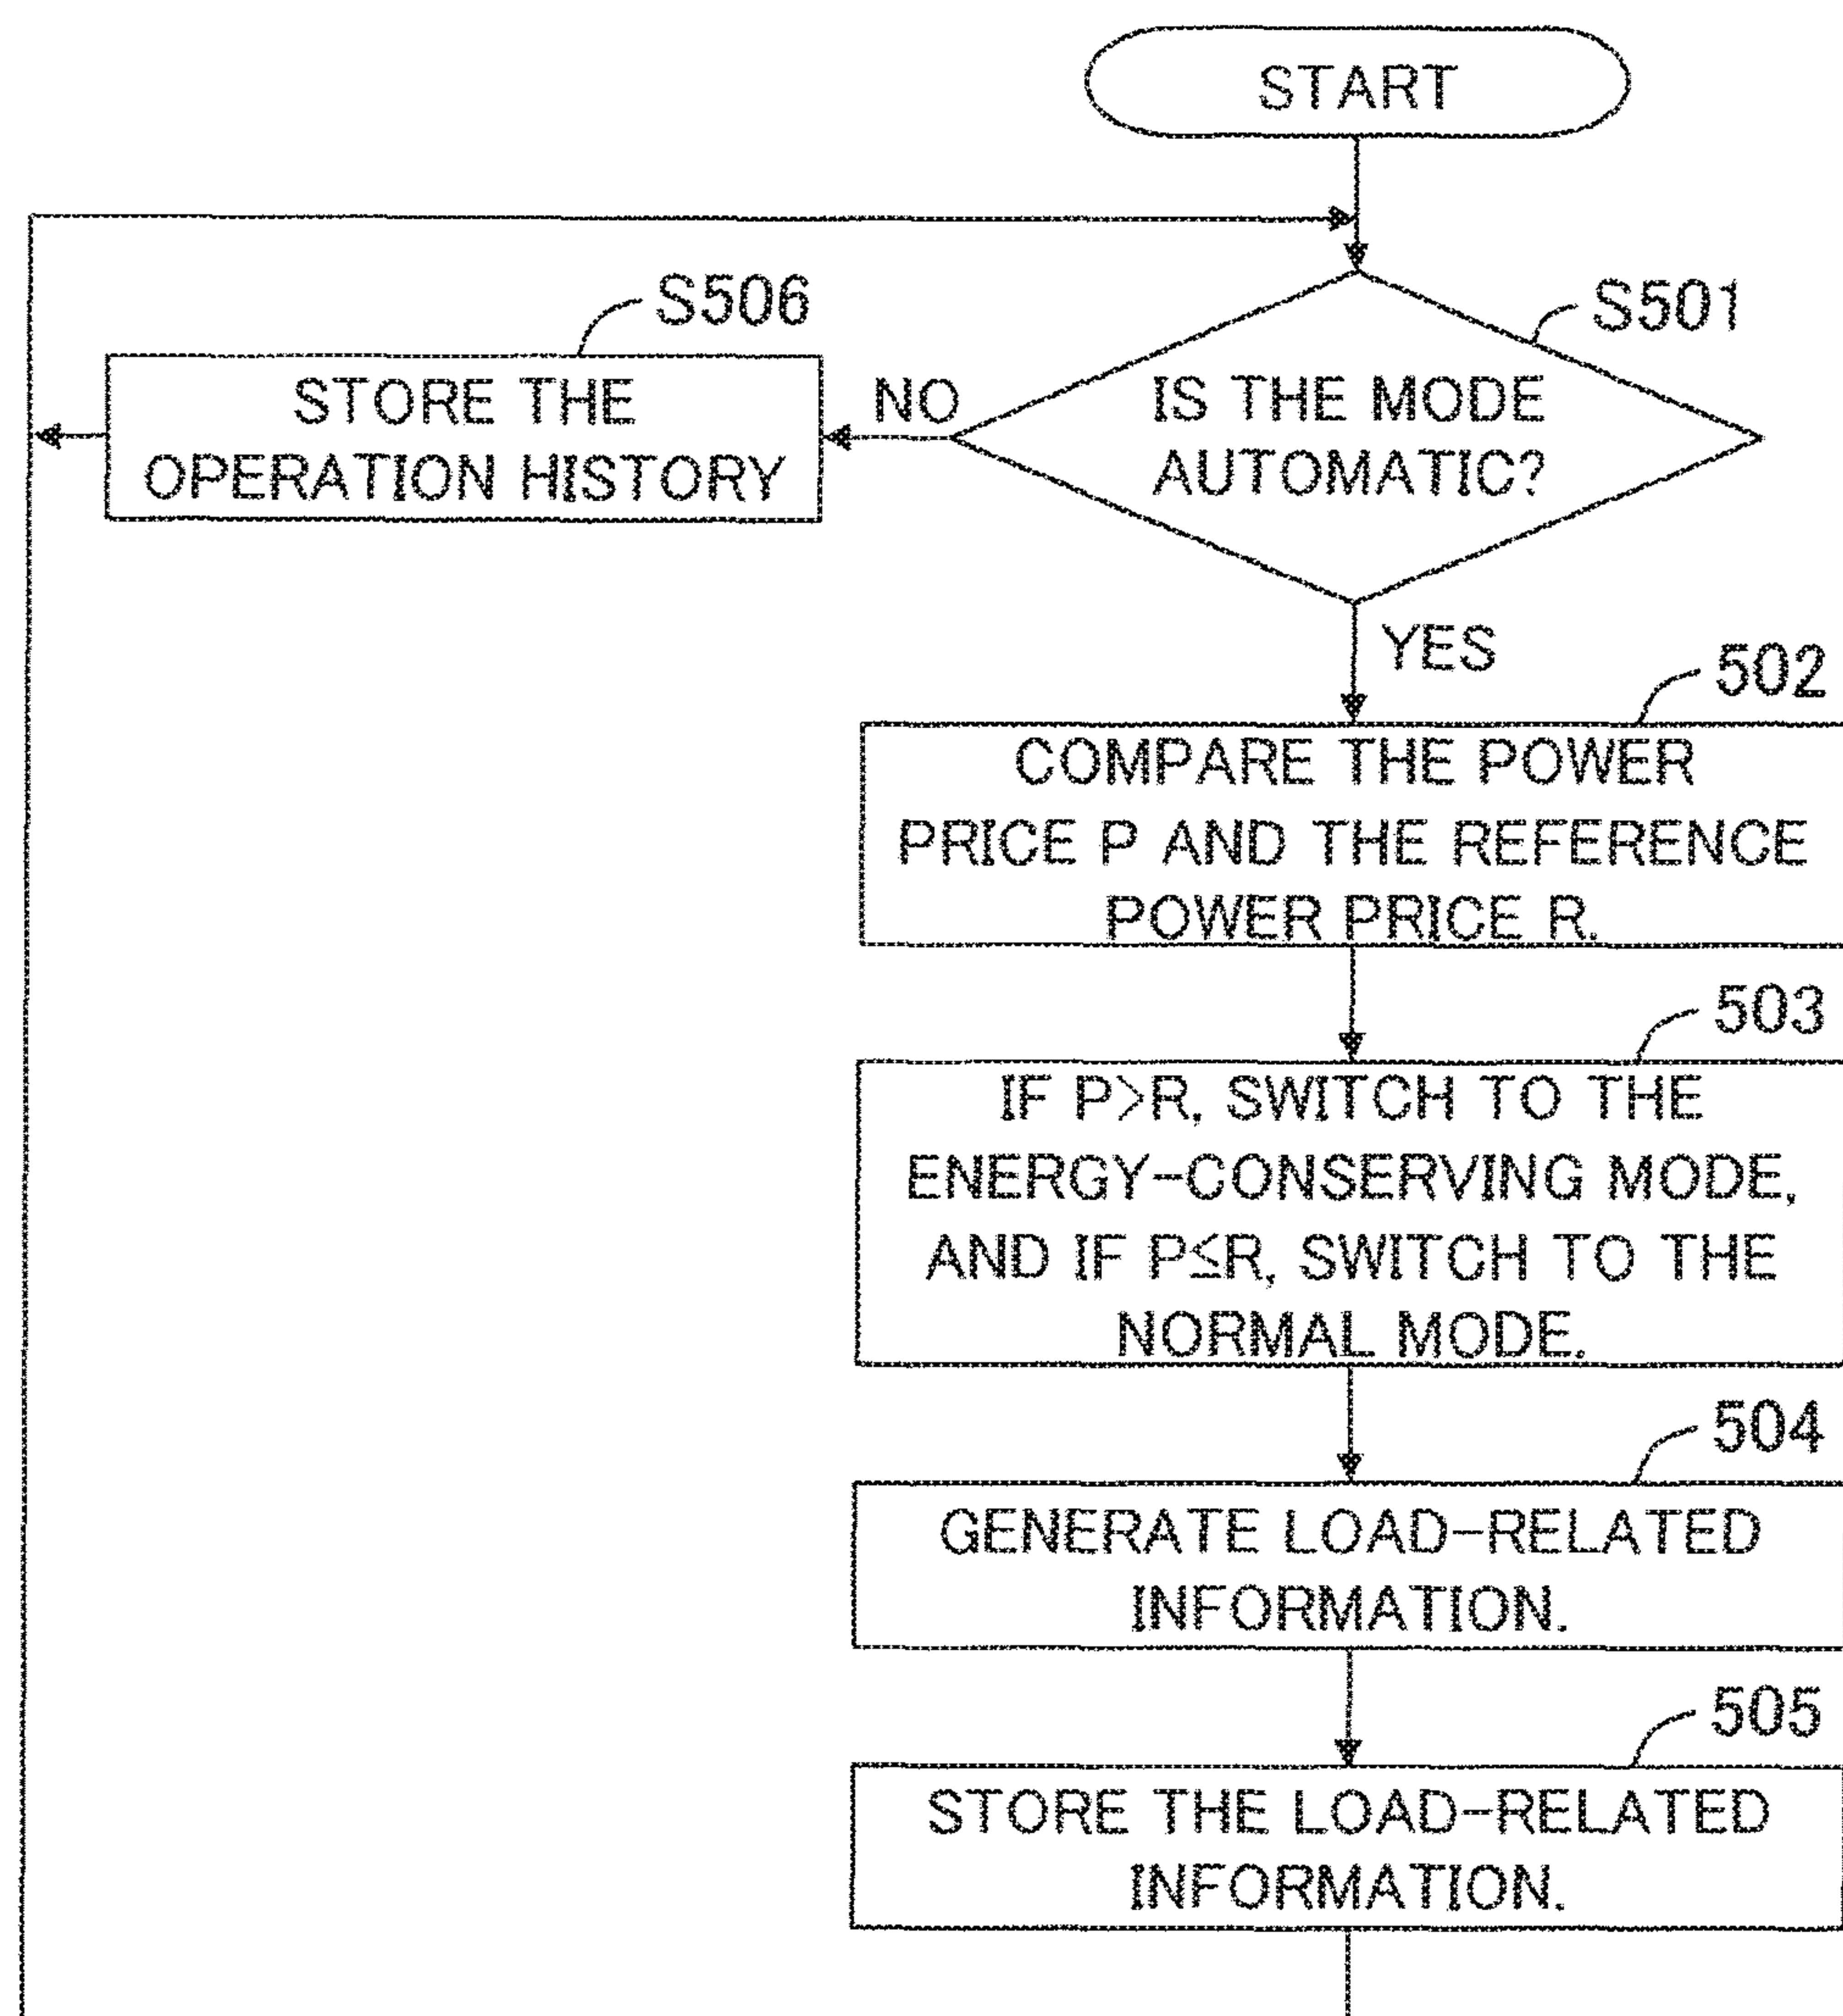 START
S506
S501
STORE THE
OPERATION HISTORY
NO
IS THE MODE
AUTOMATIC?
YES
502
COMPARE THE POWER
PRICE P AND THE REFERENCE
POWER PRICE R.
503
IF P>R, SWITCH TO THE
ENERGY-CONSERVING MODE,
AND IF P≤R, SWITCH TO THE
NORMAL MODE.
504
GENERATE LOAD-RELATED
INFORMATION.
505
STORE THE LOAD-RELATED
INFORMATION.